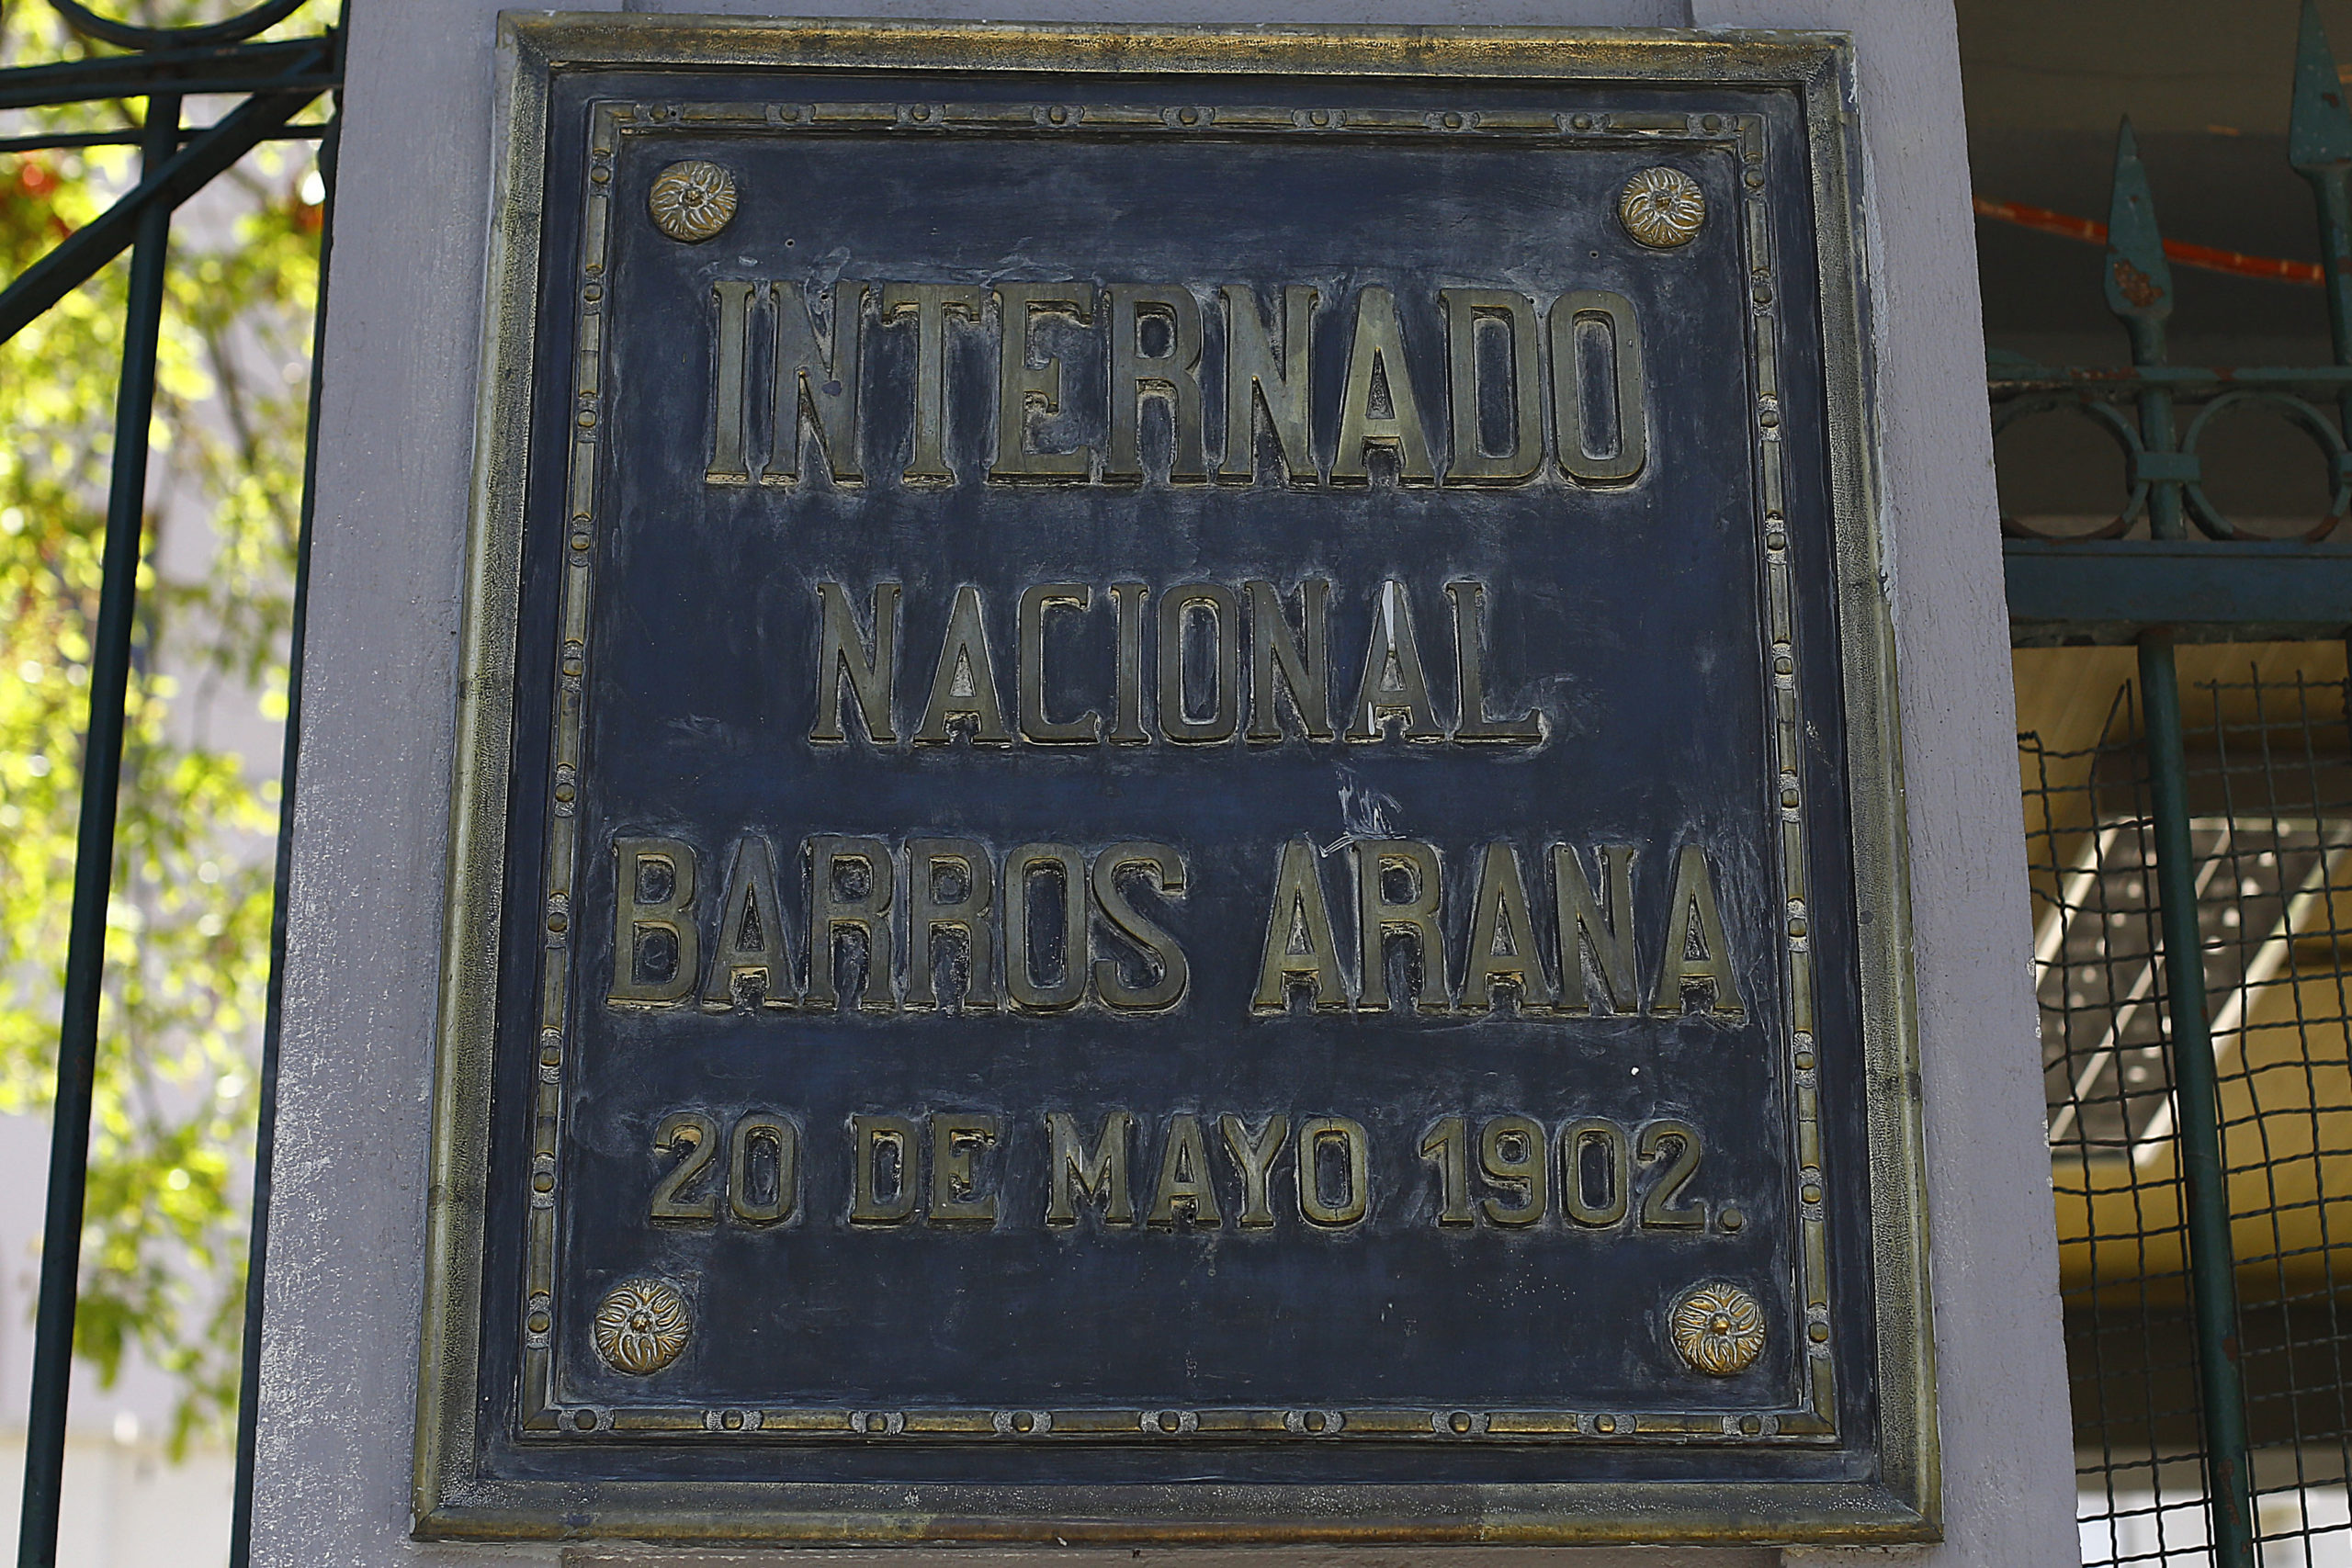 INTERNADO
NACIONAL
BARROS ARANA
20 DE MAYO 1902.